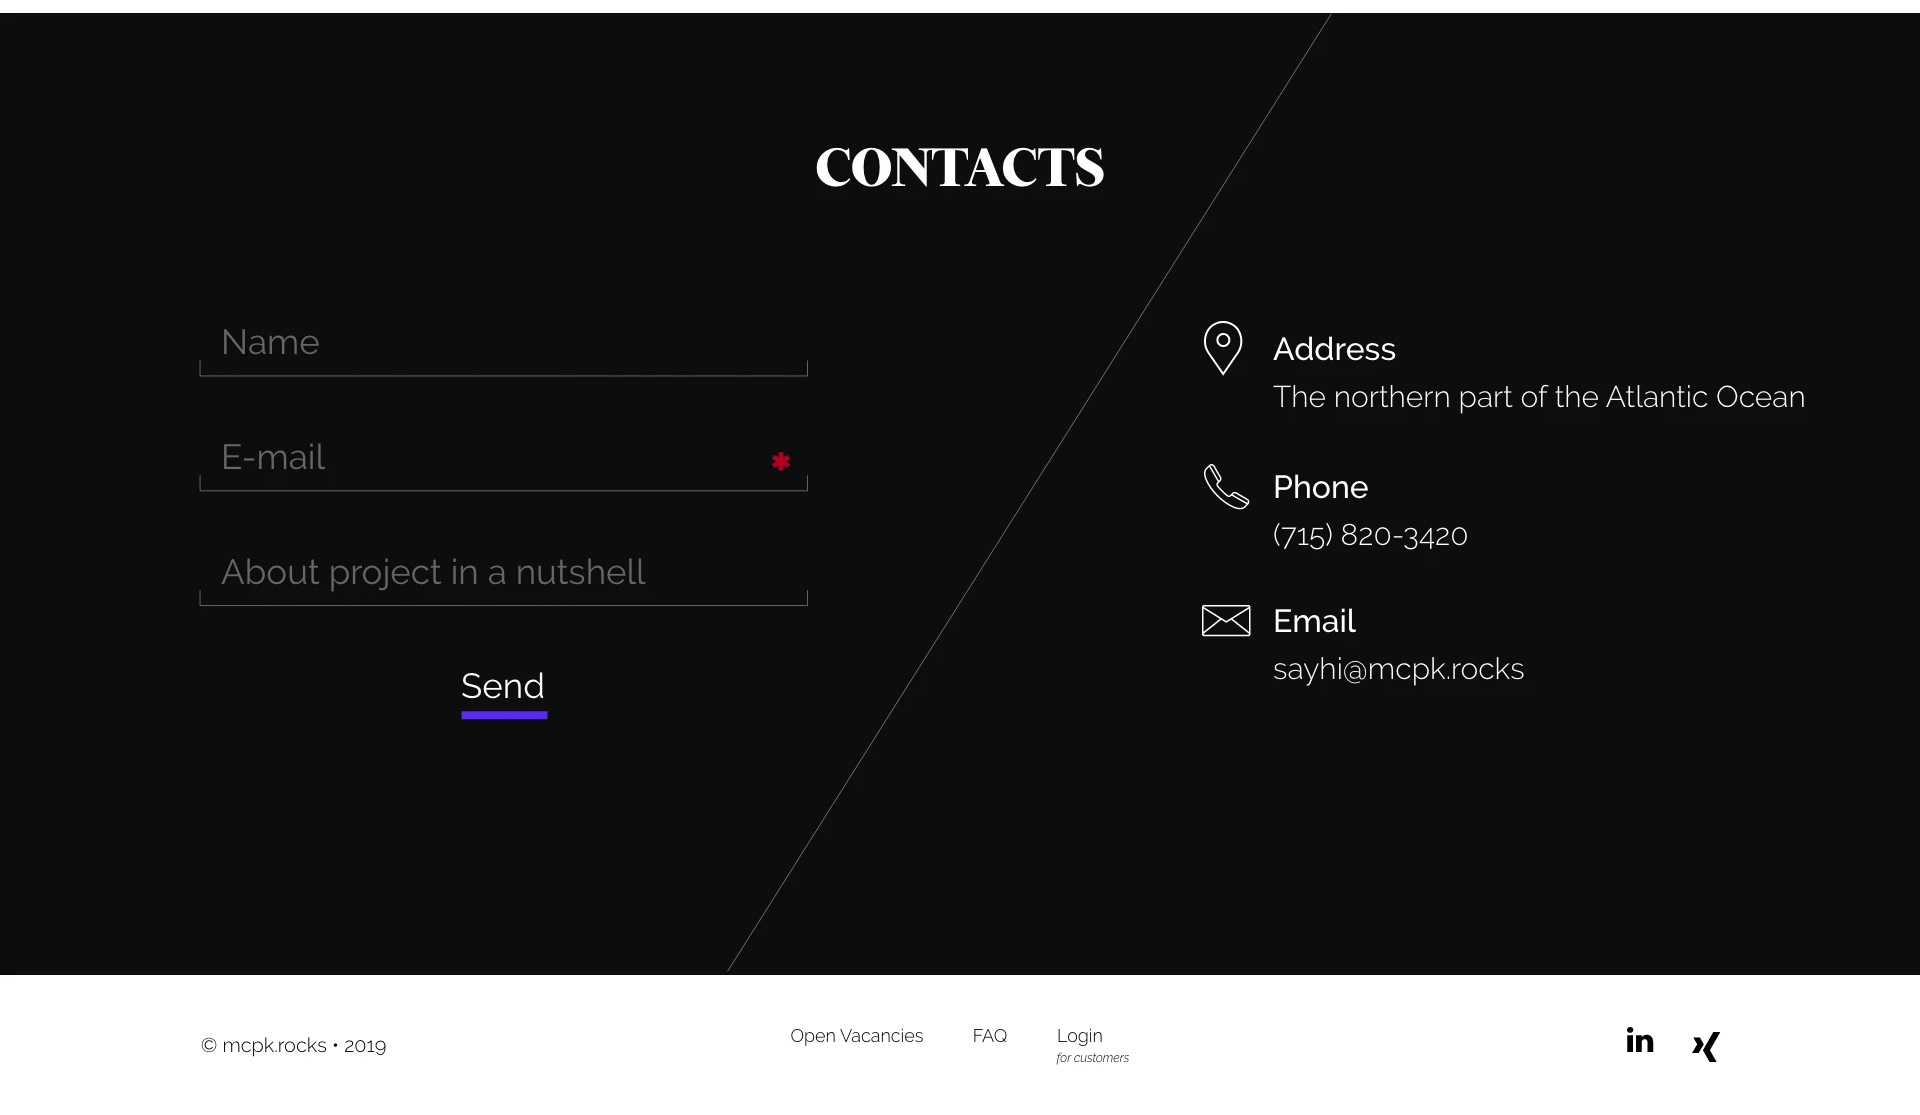 CONTACTS
Name
E-mail *
About project in a nutshell
Send
Address
The northern part of the Atlantic Ocean
Phone
(715) 820-3420
Email
sayhi@mcpk.rocks
© mcpk.rocks • 2019
Open Vacancies
FAQ
Login
for customers
in